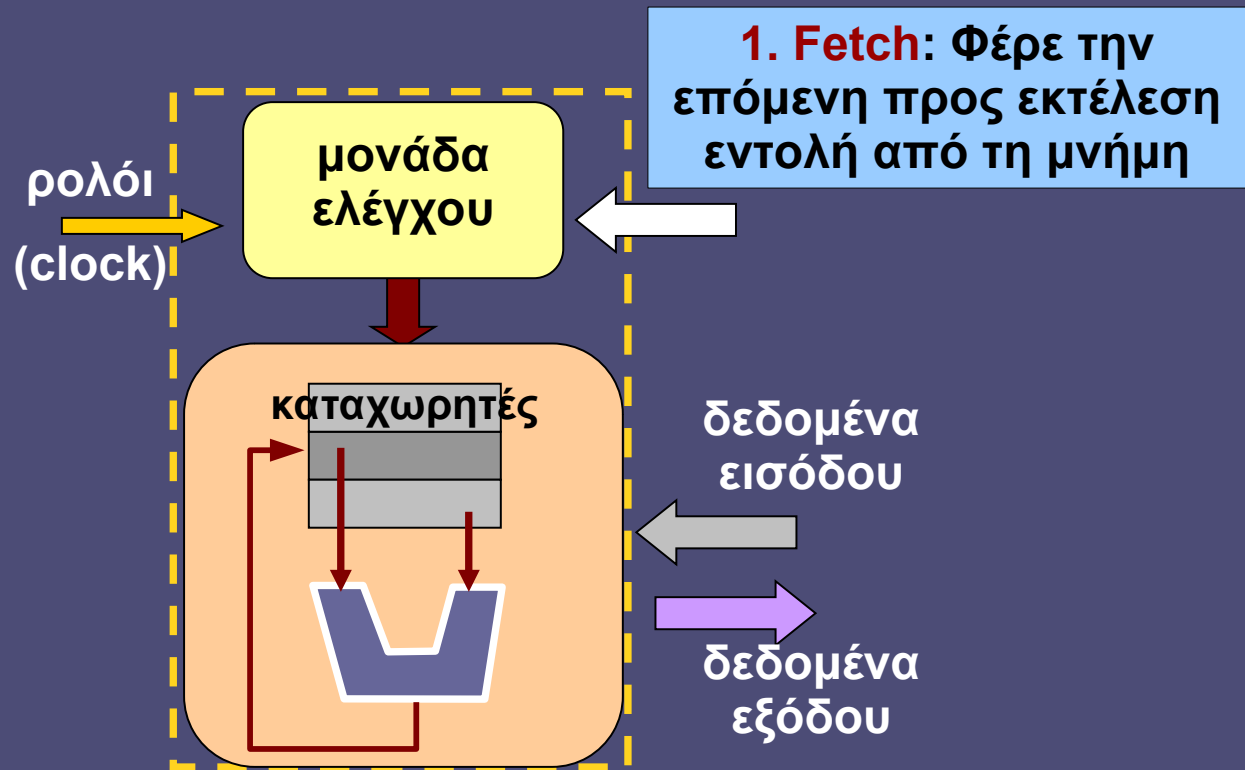 1. Fetch: Φέρε την
επόμενη προς εκτέλεση
εντολή από τη μνήμη
μονάδα
ελέγχου
ρολόι
(clock)
καταχωρητές
δεδομένα
εισόδου
δεδομένα
εξόδου